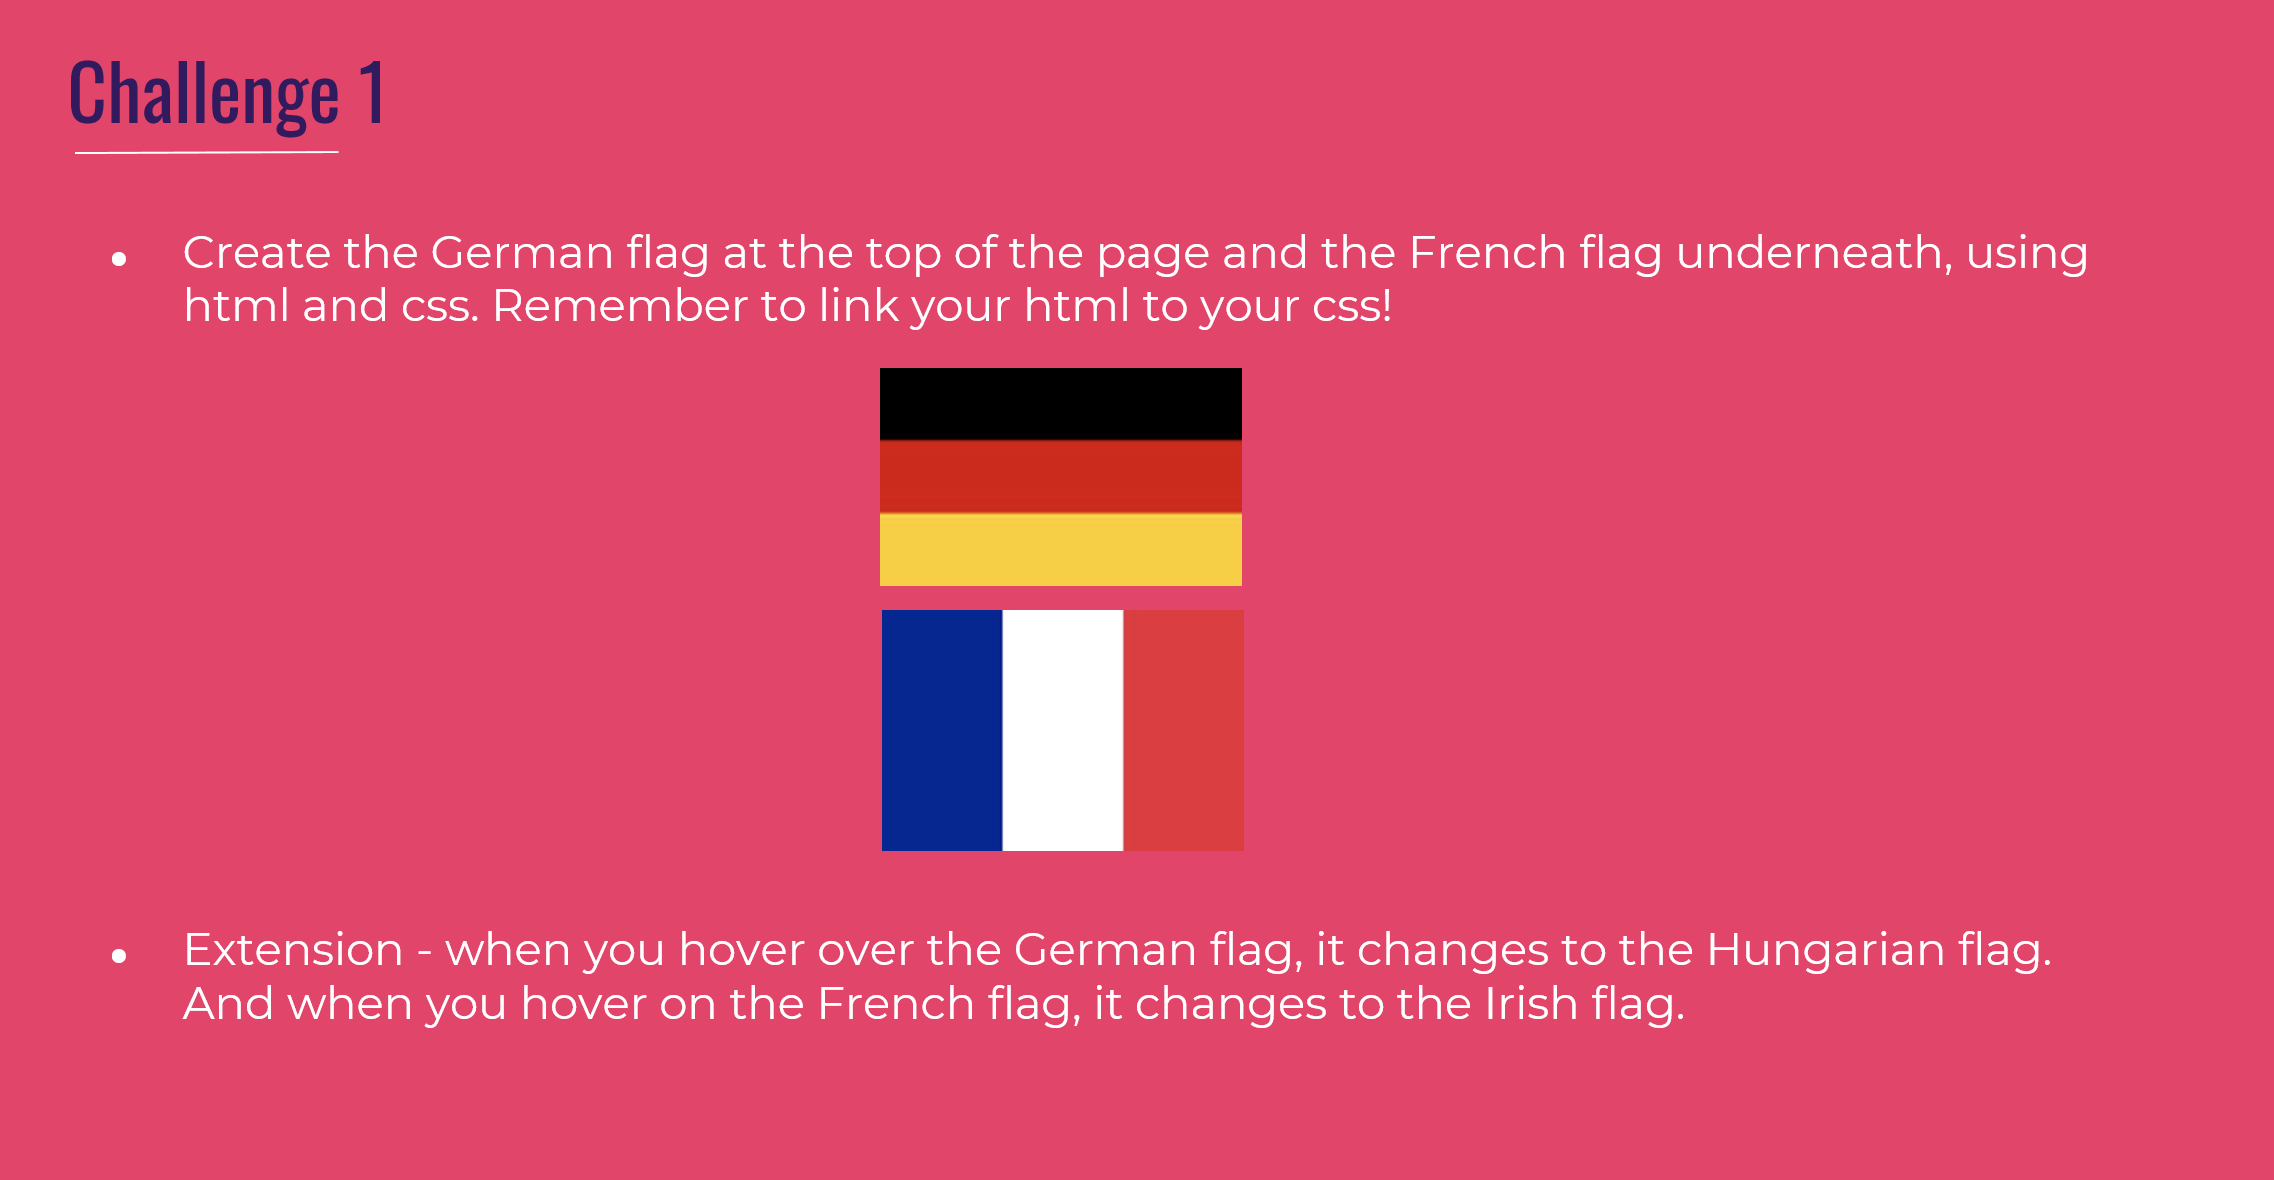 Challenge 1
Create the German flag at the top of the page and the French flag underneath, using
html and css. Remember to link your html to your css!
Extension - when you hover over the German flag, it changes to the Hungarian flag.
And when you hover on the French flag, it changes to the Irish flag.